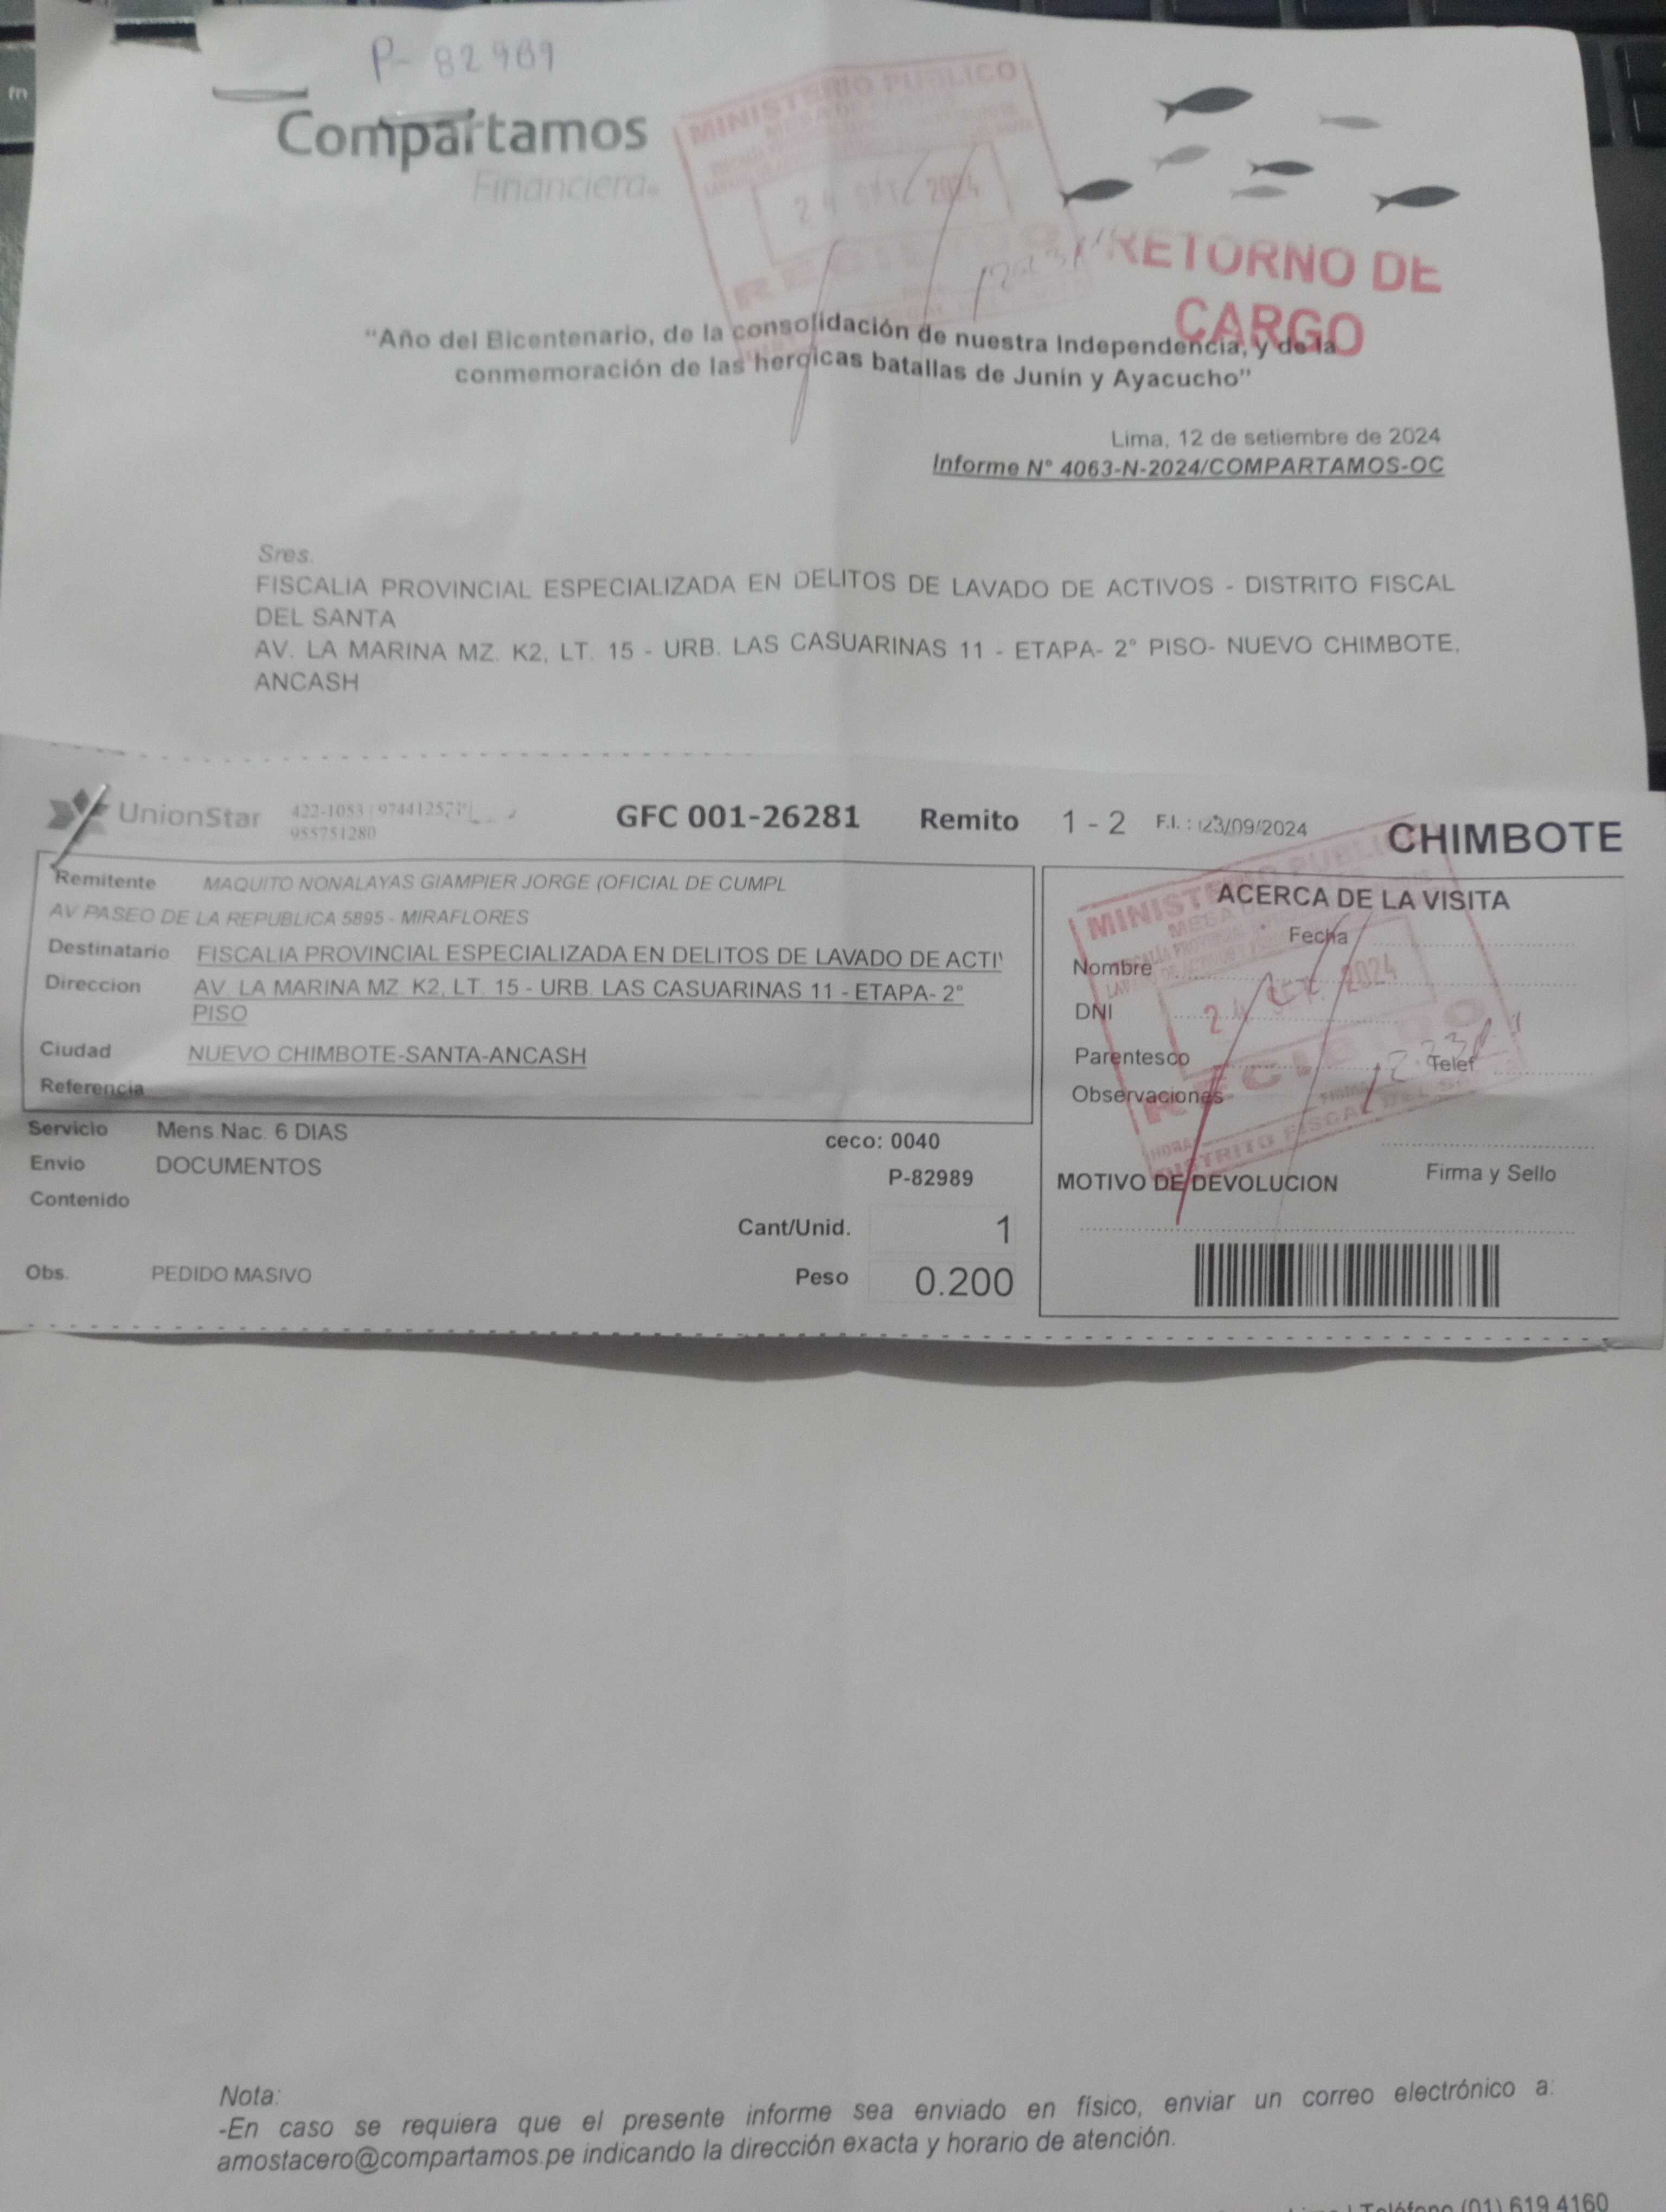 fn
P- 82989
Compartamos
Financiera
MINISTERIO PUBLICO
24 SET. 2024
RECIBIDO
RETORNO DE
CARGO
“Año del Bicentenario, de la consolidación de nuestra Independencia, y de la
conmemoración de las heroicas batallas de Junín y Ayacucho”
Lima, 12 de setiembre de 2024
Informe N° 4063-N-2024/COMPARTAMOS-OC
Sres.
FISCALIA PROVINCIAL ESPECIALIZADA EN DELITOS DE LAVADO DE ACTIVOS - DISTRITO FISCAL
DEL SANTA
AV. LA MARINA MZ. K2, LT. 15 - URB. LAS CASUARINAS 11 - ETAPA- 2° PISO- NUEVO CHIMBOTE,
ANCASH
UnionStar 422-1053
955751280
GFC 001-26281 Remito 1 - 2 F.I. : 23/09/2024 CHIMBOTE
Remitente MAQUITO NONALAYAS GIAMPIER JORGE (OFICIAL DE CUMPL
AV PASEO DE LA REPUBLICA 5895 - MIRAFLORES
Destinatario FISCALIA PROVINCIAL ESPECIALIZADA EN DELITOS DE LAVADO DE ACTI
Direccion AV. LA MARINA MZ. K2, LT. 15 - URB. LAS CASUARINAS 11 - ETAPA- 2°
PISO
Ciudad NUEVO CHIMBOTE-SANTA-ANCASH
Referencia
Servicio Mens.Nac. 6 DIAS
Envio DOCUMENTOS
Contenido
ceco: 0040
P-82989
Cant/Unid. 1
Obs. PEDIDO MASIVO
Peso 0.200
ACERCA DE LA VISITA
Fecha
Nombre
DNI
Parentesco Telef
Observaciones
MOTIVO DE DEVOLUCION Firma y Sello
MINISTERIO PUBLICO
24 SET. 2024
RECIBIDO
HORA FIRMA
DISTRITO FISCAL DEL SANTA
Nota:
-En caso se requiera que el presente informe sea enviado en físico, enviar un correo electrónico a:
amostacero@compartamos.pe indicando la dirección exacta y horario de atención.
Teléfono (01) 619 4160